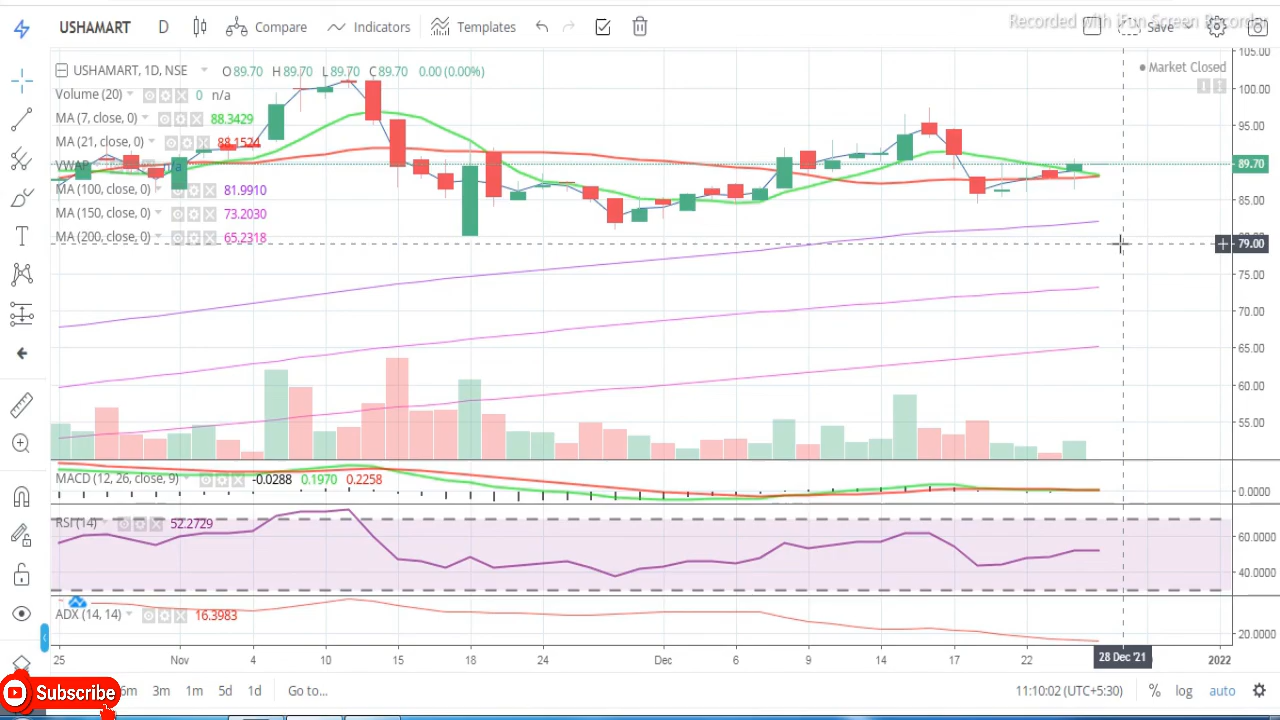 USHAMART D Compare Indicators Templates Save
Recorded with iFun Screen Recorder
USHAMART, 1D, NSE O89.70 H89.70 L89.70 C89.70 0.00 (0.00%)
Market Closed
Volume (20) 0 n/a
MA (7, close, 0) 88.3429
MA (21, close, 0) 88.1524
VWAP
MA (100, close, 0) 81.9910
MA (150, close, 0) 73.2030
MA (200, close, 0) 65.2318
105.00
100.00
95.00
89.70
85.00
79.00
75.00
70.00
65.00
60.00
55.00
MACD (12, 26, close, 9) -0.0288 0.1970 0.2258
0.0000
RSI (14) 52.2729
60.0000
40.0000
ADX (14, 14) 16.3983
20.0000
25 Nov 4 10 15 18 24 Dec 6 9 14 17 22 28 Dec '21 2022
Subscribe 6m 3m 1m 5d 1d Go to... 11:10:02 (UTC+5:30) % log auto